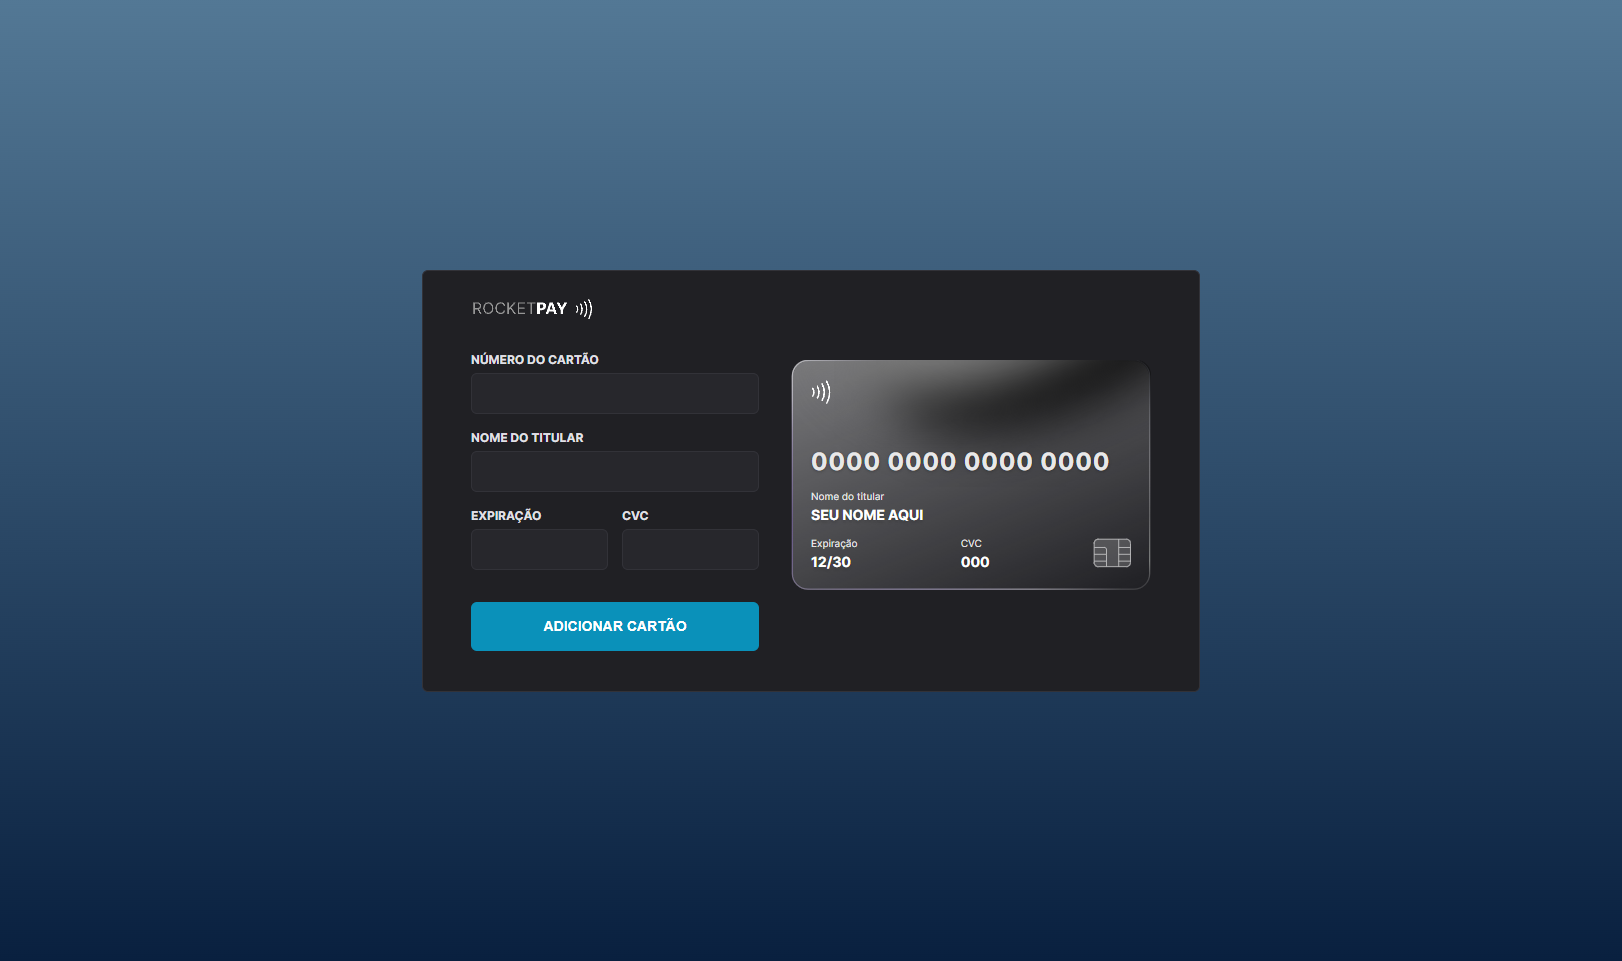 ROCKETPAY
NÚMERO DO CARTÃO
NOME DO TITULAR
EXPIRAÇÃO CVC
ADICIONAR CARTÃO
0000 0000 0000 0000
Nome do titular
SEU NOME AQUI
Expiração CVC
12/30 000